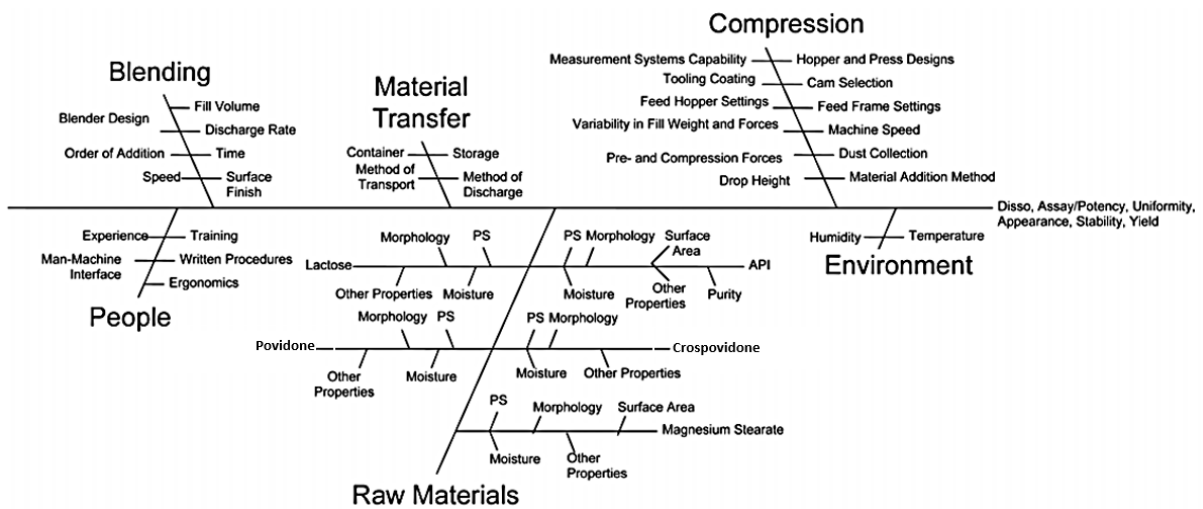 Compression
Measurement Systems Capability
Hopper and Press Designs
Tooling Coating
Cam Selection
Feed Hopper Settings
Feed Frame Settings
Variability in Fill Weight and Forces
Machine Speed
Pre- and Compression Forces
Dust Collection
Drop Height
Material Addition Method
Blending
Fill Volume
Blender Design
Discharge Rate
Order of Addition
Time
Speed
Surface
Finish
Material
Transfer
Container
Storage
Method of
Transport
Method of
Discharge
Disso, Assay/Potency, Uniformity,
Appearance, Stability, Yield
Experience
Training
Man-Machine
Interface
Written Procedures
Ergonomics
People
Morphology
PS
Lactose
Other Properties
Moisture
PS
Morphology
Surface
Area
API
Moisture
Other
Properties
Purity
Humidity
Temperature
Environment
Morphology
PS
Povidone
Other
Properties
Moisture
PS
Morphology
Crospovidone
Moisture
Other Properties
PS
Morphology
Surface Area
Magnesium Stearate
Moisture
Other
Properties
Raw Materials